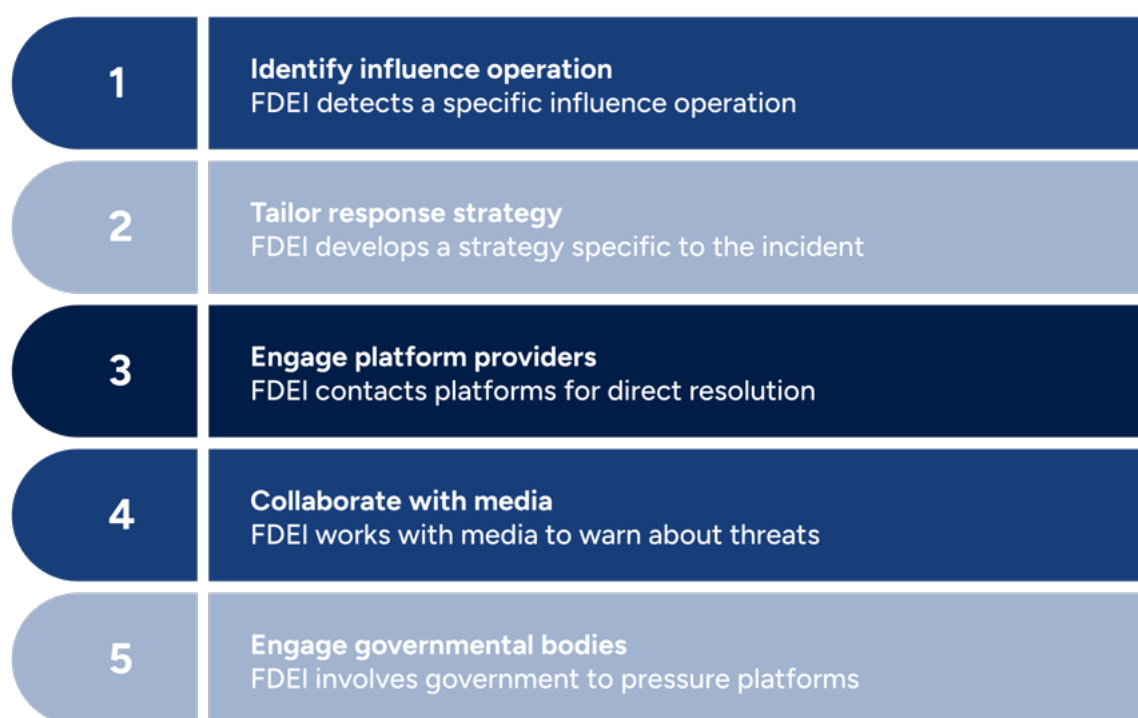 1
Identify influence operation
FDEI detects a specific influence operation
2
Tailor response strategy
FDEI develops a strategy specific to the incident
3
Engage platform providers
FDEI contacts platforms for direct resolution
4
Collaborate with media
FDEI works with media to warn about threats
5
Engage governmental bodies
FDEI involves government to pressure platforms